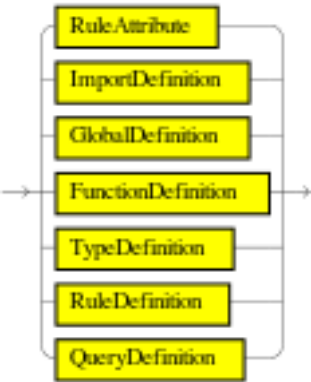 RuleAttribute
ImportDefinition
GlobalDefinition
FunctionDefinition
TypeDefinition
RuleDefinition
QueryDefinition